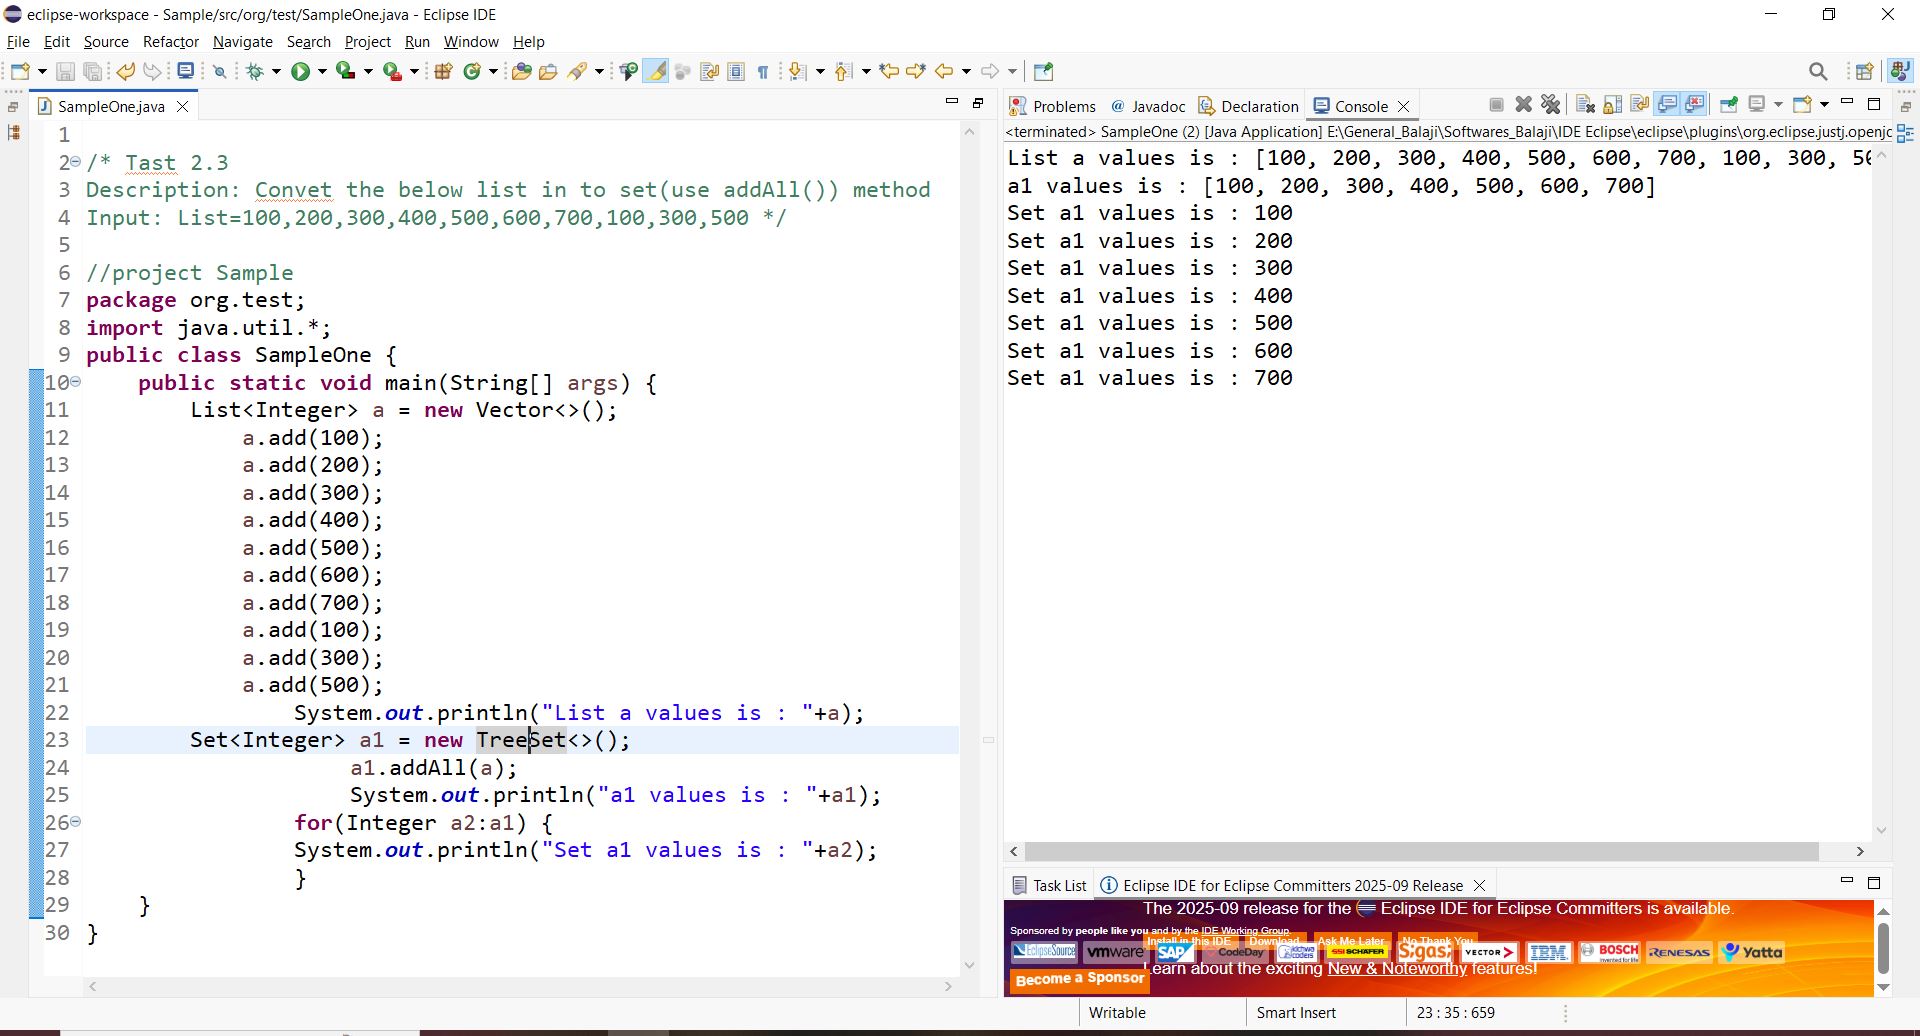 eclipse-workspace - Sample/src/org/test/SampleOne.java - Eclipse IDE
File Edit Source Refactor Navigate Search Project Run Window Help
SampleOne.java
1
2 /* Tast 2.3
3 Description: Convet the below list in to set(use addAll()) method
4 Input: List=100,200,300,400,500,600,700,100,300,500 */
5
6 //project Sample
7 package org.test;
8 import java.util.*;
9 public class SampleOne {
10 public static void main(String[] args) {
11 List<Integer> a = new Vector<>();
12 a.add(100);
13 a.add(200);
14 a.add(300);
15 a.add(400);
16 a.add(500);
17 a.add(600);
18 a.add(700);
19 a.add(100);
20 a.add(300);
21 a.add(500);
22 System.out.println("List a values is : "+a);
23 Set<Integer> a1 = new TreeSet<>();
24 a1.addAll(a);
25 System.out.println("a1 values is : "+a1);
26 for(Integer a2:a1) {
27 System.out.println("Set a1 values is : "+a2);
28 }
29 }
30 }
Problems @ Javadoc Declaration Console
<terminated> SampleOne (2) [Java Application] E:\General_Balaji\Softwares_Balaji\IDE Eclipse\eclipse\plugins\org.eclipse.justj.openjc
List a values is : [100, 200, 300, 400, 500, 600, 700, 100, 300, 50
a1 values is : [100, 200, 300, 400, 500, 600, 700]
Set a1 values is : 100
Set a1 values is : 200
Set a1 values is : 300
Set a1 values is : 400
Set a1 values is : 500
Set a1 values is : 600
Set a1 values is : 700
Task List Eclipse IDE for Eclipse Committers 2025-09 Release
The 2025-09 release for the Eclipse IDE for Eclipse Committers is available.
Sponsored by people like you and by the IDE Working Group.
Install in this IDE Download Ask Me Later No Thank You
EclipseSource vmware SAP CodeDay SCHAFER Sigasi VECTOR IBM BOSCH RENESAS Yatta
Learn about the exciting New & Noteworthy features!
Become a Sponsor
Writable Smart Insert 23 : 35 : 659